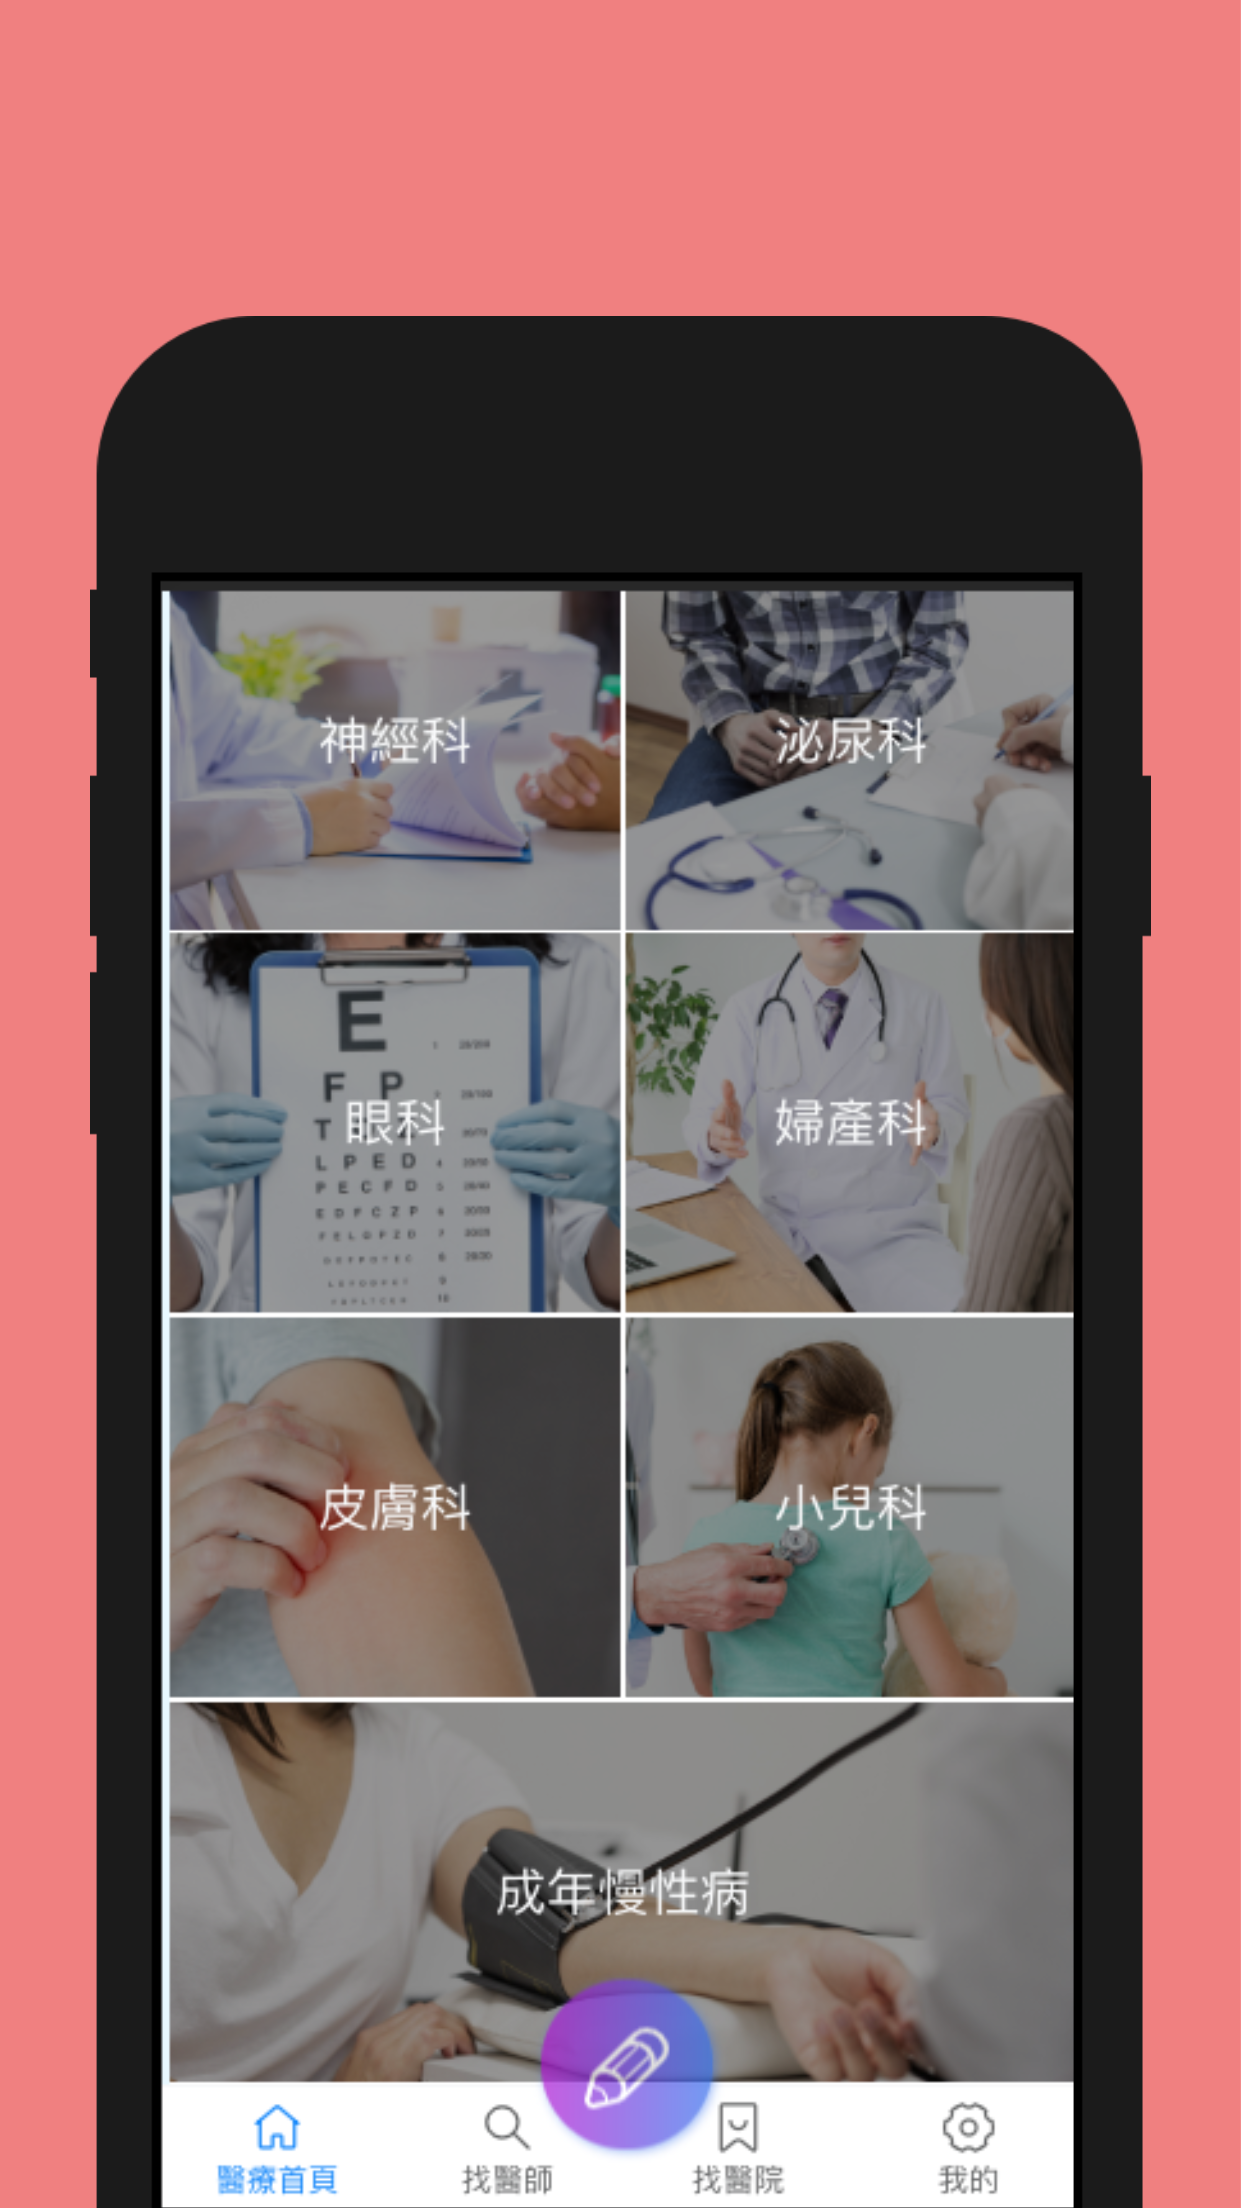 神經科
泌尿科
E
F P
眼科
婦產科
L P E D
P E C F D
E D F C Z P
F E L O P Z D
皮膚科
小兒科
成年慢性病
醫療首頁
找醫師
找醫院
我的